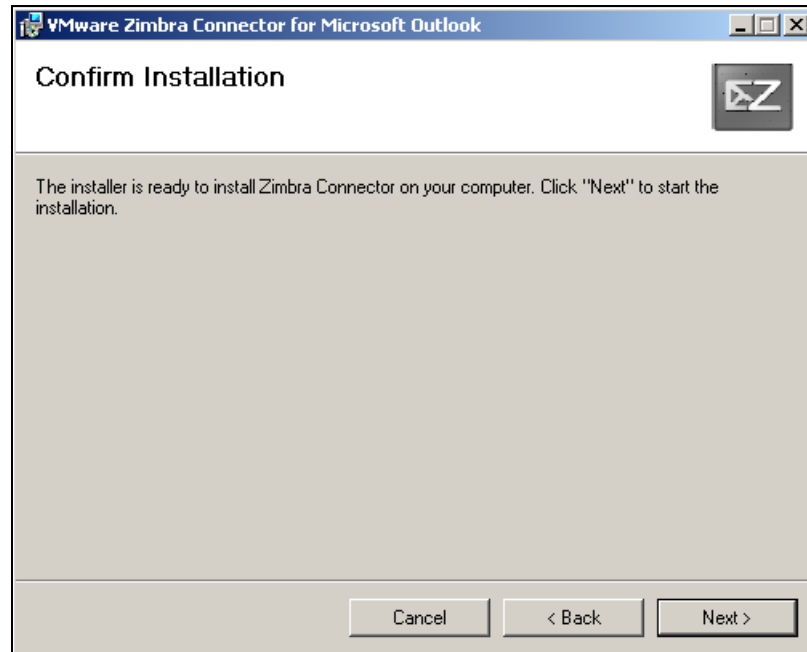 VMware Zimbra Connector for Microsoft Outlook
Confirm Installation
Z
The installer is ready to install Zimbra Connector on your computer. Click "Next" to start the
installation.
Cancel
< Back
Next >